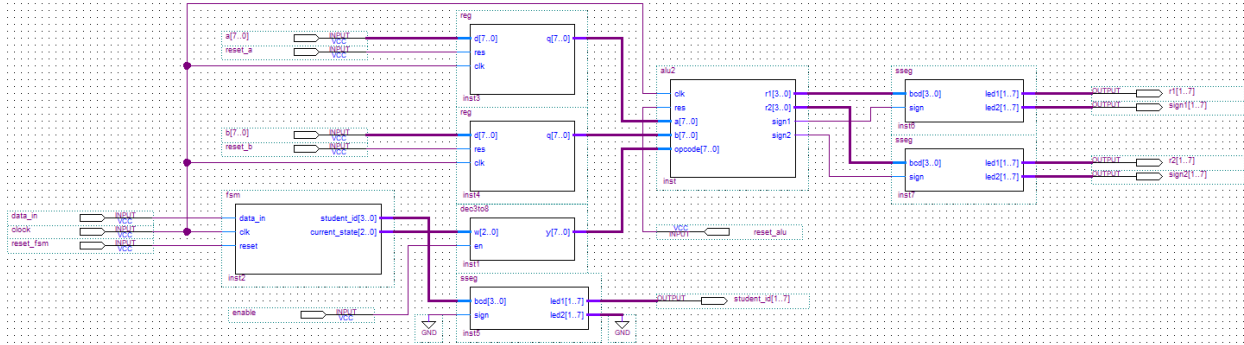 reg
a[7..0] INPUT VCC
d[7..0] q[7..0]
reset_a INPUT VCC
res
clk
inst3
alu2
clk r1[3..0]
res r2[3..0]
a[7..0] sign1
b[7..0] sign2
opcode[7..0]
inst
sseg
bcd[3..0] led1[1..7]
sign led2[1..7]
inst6
OUTPUT r1[1..7]
OUTPUT sign1[1..7]
reg
b[7..0] INPUT VCC
d[7..0] q[7..0]
reset_b INPUT VCC
res
clk
inst4
sseg
bcd[3..0] led1[1..7]
sign led2[1..7]
inst7
OUTPUT r2[1..7]
OUTPUT sign2[1..7]
fsm
data_in INPUT VCC
clock INPUT VCC
reset_fsm INPUT VCC
data_in student_id[3..0]
clk current_state[2..0]
reset
inst2
dec3to8
w[2..0] y[7..0]
en
inst1
VCC INPUT reset_alu
enable INPUT VCC
sseg
bcd[3..0] led1[1..7]
sign led2[1..7]
inst5
GND
GND
OUTPUT student_id[1..7]